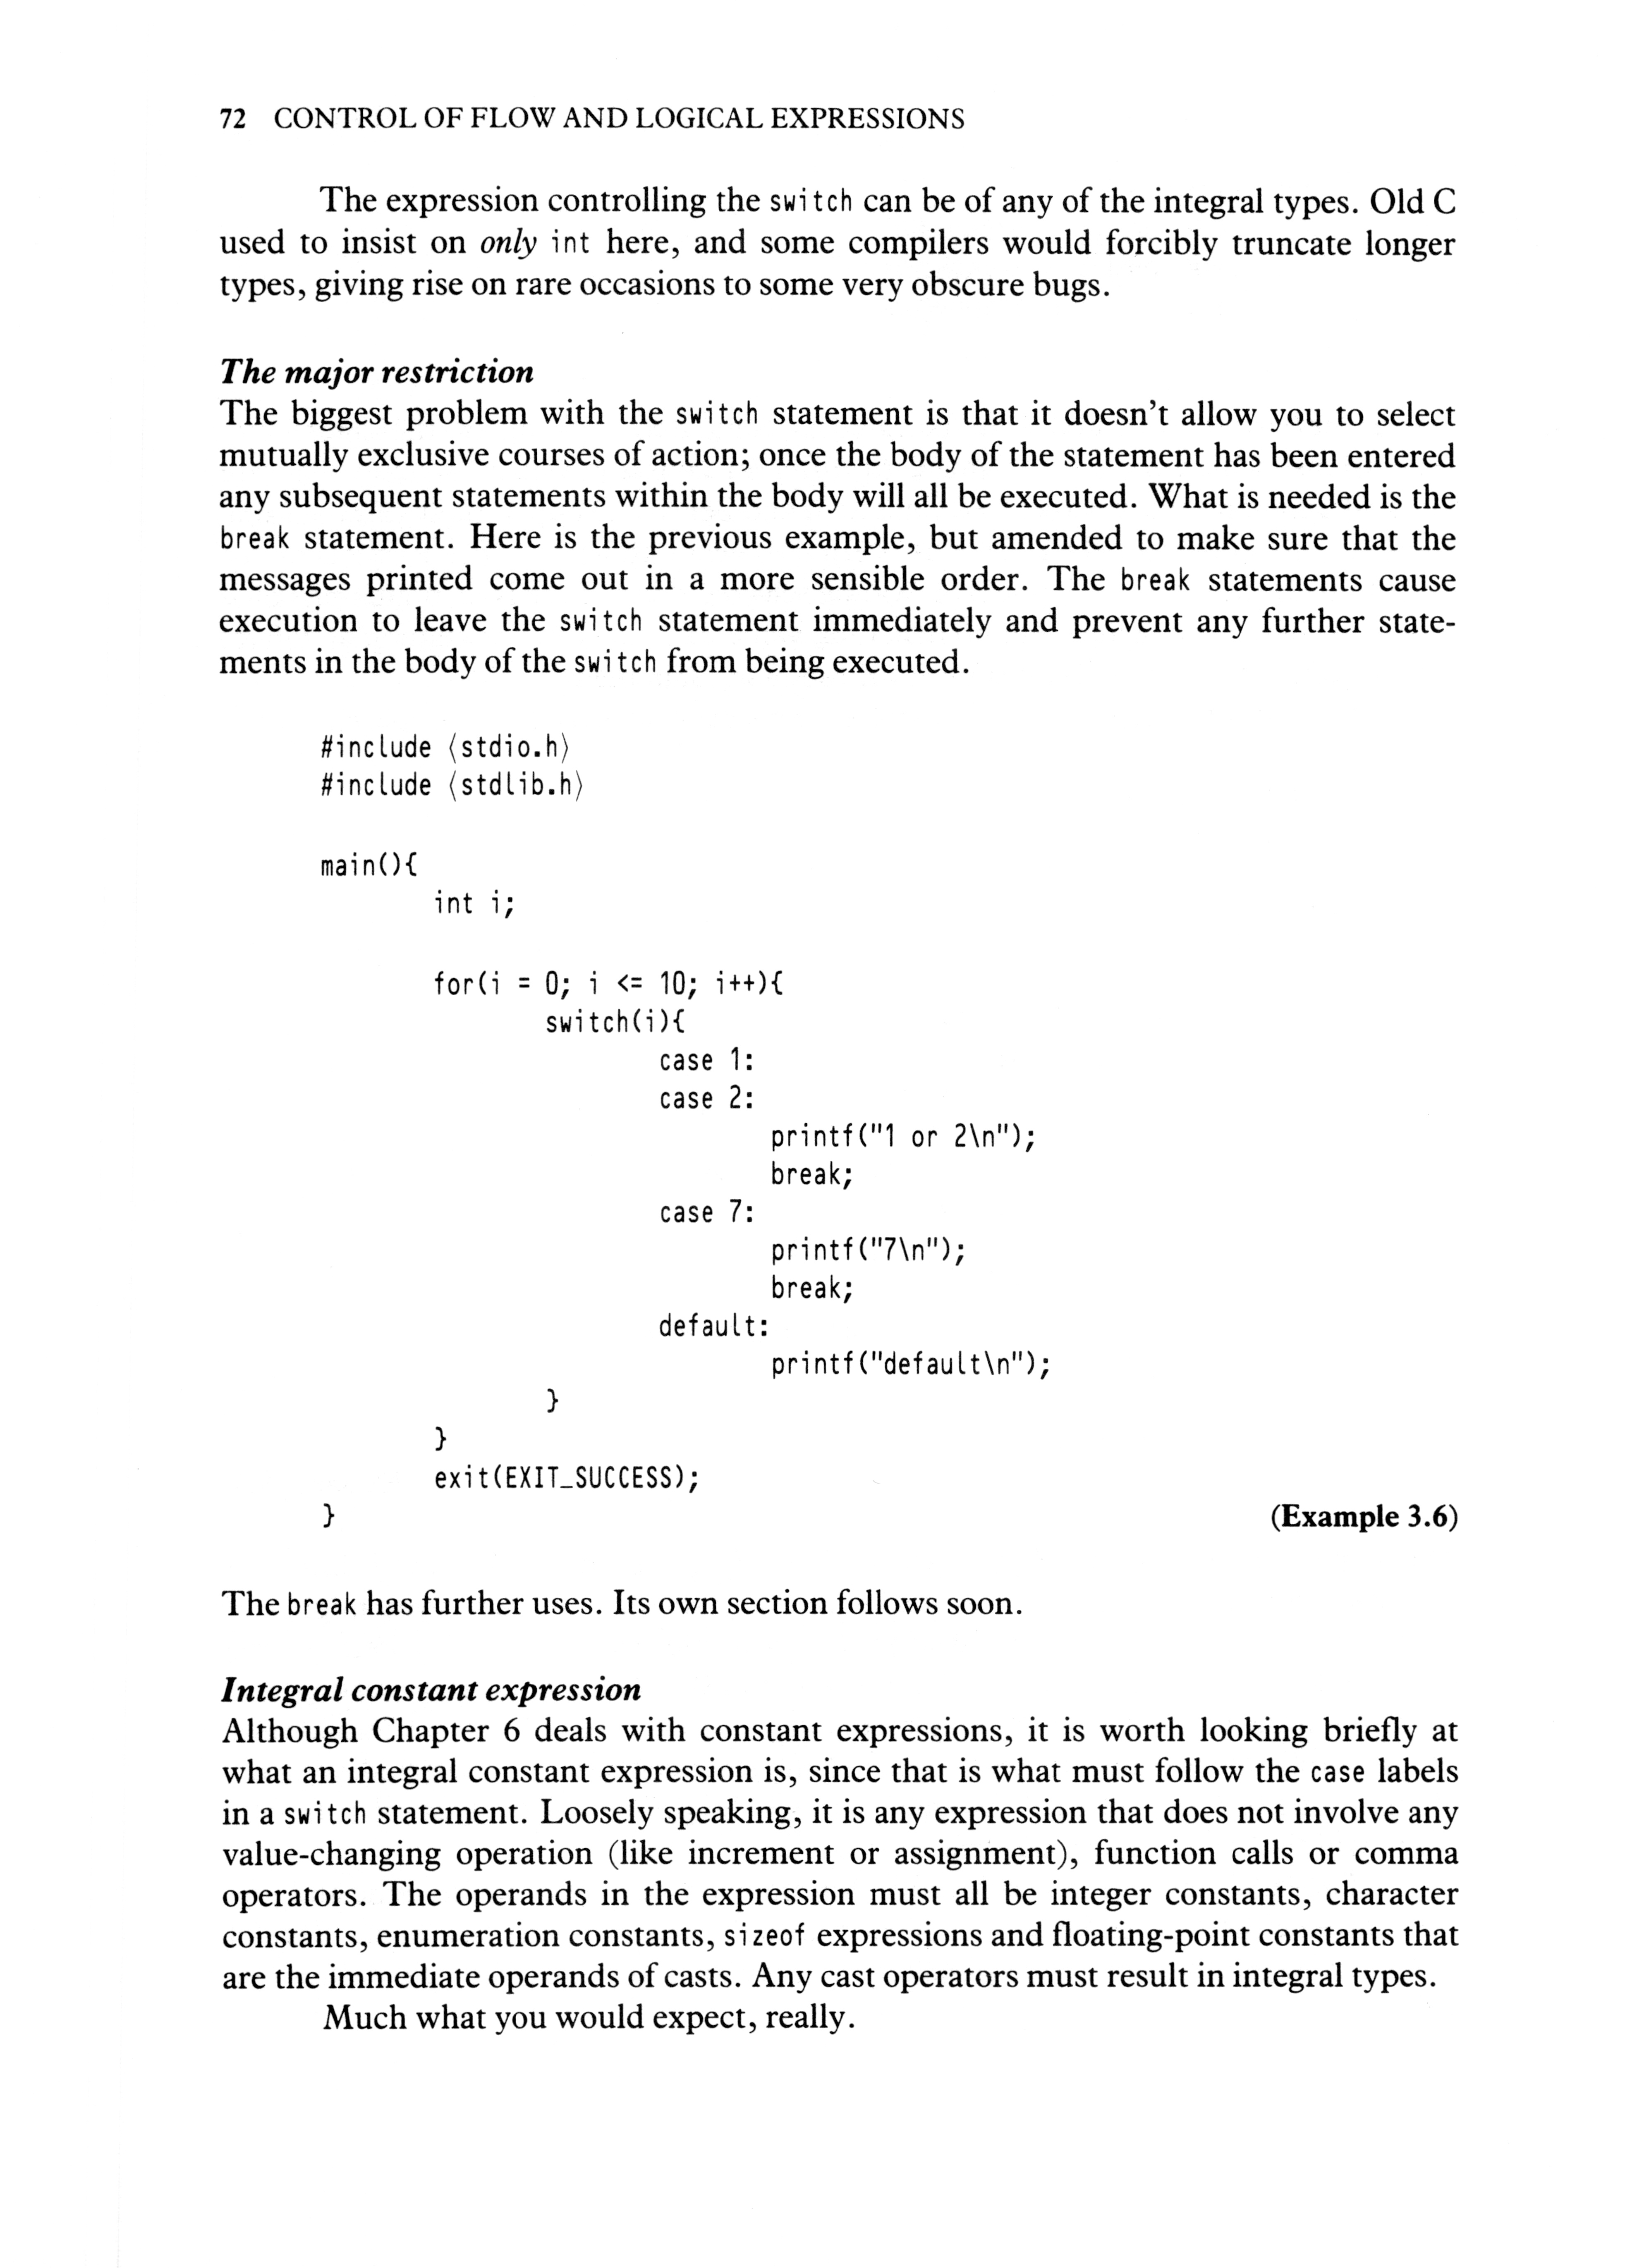 72 CONTROL OF FLOW AND LOGICAL EXPRESSIONS
The expression controlling the switch can be of any of the integral types. Old C
used to insist on only int here, and some compilers would forcibly truncate longer
types, giving rise on rare occasions to some very obscure bugs.
The major restriction
The biggest problem with the switch statement is that it doesn't allow you to select
mutually exclusive courses of action; once the body of the statement has been entered
any subsequent statements within the body will all be executed. What is needed is the
break statement. Here is the previous example, but amended to make sure that the
messages printed come out in a more sensible order. The break statements cause
execution to leave the switch statement immediately and prevent any further state-
ments in the body of the switch from being executed.
#include ⟨stdio.h⟩
#include ⟨stdlib.h⟩
main(){
int i;
for(i = 0; i <= 10; i++){
switch(i){
case 1:
case 2:
printf("1 or 2\n");
break;
case 7:
printf("7\n");
break;
default:
printf("default\n");
}
}
exit(EXIT_SUCCESS);
} (Example 3.6)
The break has further uses. Its own section follows soon.
Integral constant expression
Although Chapter 6 deals with constant expressions, it is worth looking briefly at
what an integral constant expression is, since that is what must follow the case labels
in a switch statement. Loosely speaking, it is any expression that does not involve any
value-changing operation (like increment or assignment), function calls or comma
operators. The operands in the expression must all be integer constants, character
constants, enumeration constants, sizeof expressions and floating-point constants that
are the immediate operands of casts. Any cast operators must result in integral types.
Much what you would expect, really.